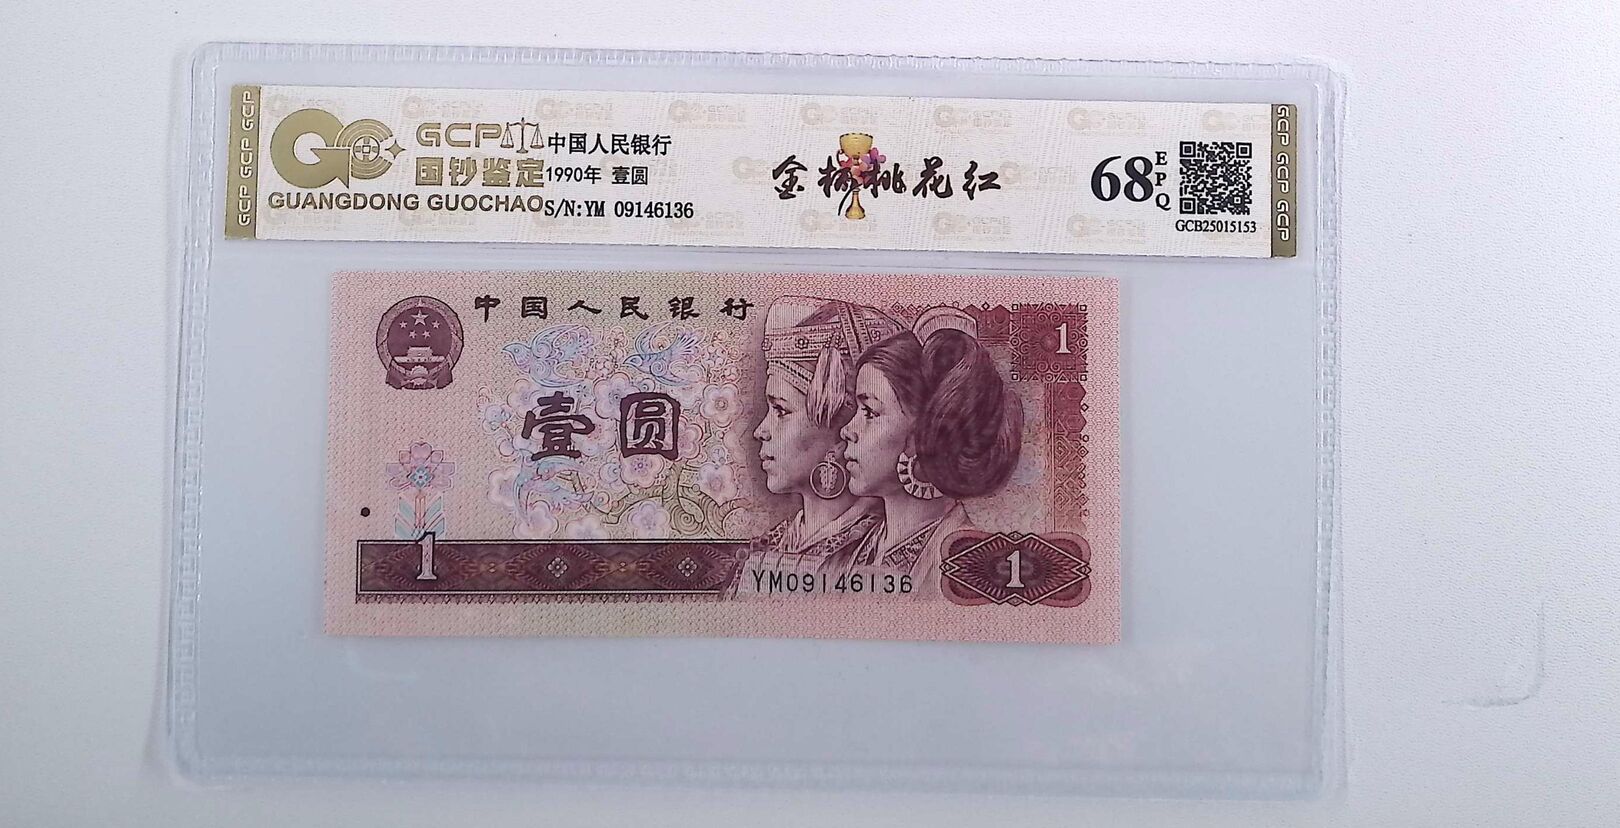 GCP GCP GCP
GCP
国钞鉴定
GUANGDONG GUOCHAO
中国人民银行
1990年 壹圆
S/N:YM 09146136
金杯桃花红
68
EPQ
GCB25015153
GCP GCP GCP
中国人民银行
1
壹圆
1
YM09146136
1